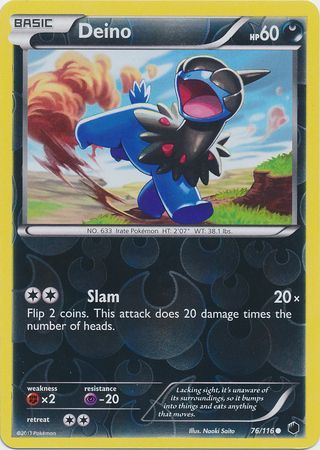 BASIC
Deino
HP60
NO. 633 Irate Pokémon HT: 2'07" WT: 38.1 lbs.
Slam 20×
Flip 2 coins. This attack does 20 damage times the
number of heads.
weakness resistance
×2 -20
retreat
Lacking sight, it's unaware of
its surroundings, so it bumps
into things and eats anything
that moves.
©2013 Pokémon
Illus. Naoki Saito
76/116